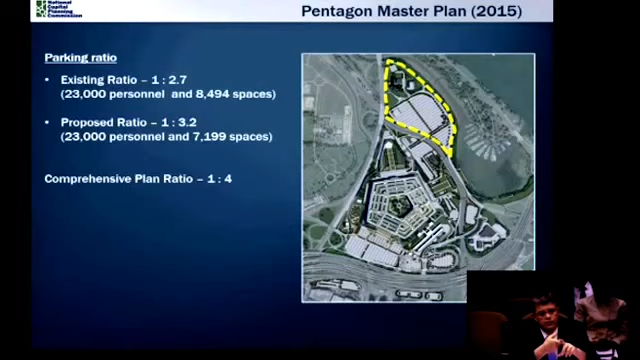 National
Capital
Planning
Commission
Pentagon Master Plan (2015)
Parking ratio
• Existing Ratio – 1 : 2.7
(23,000 personnel and 8,494 spaces)
• Proposed Ratio – 1 : 3.2
(23,000 personnel and 7,199 spaces)
Comprehensive Plan Ratio – 1 : 4